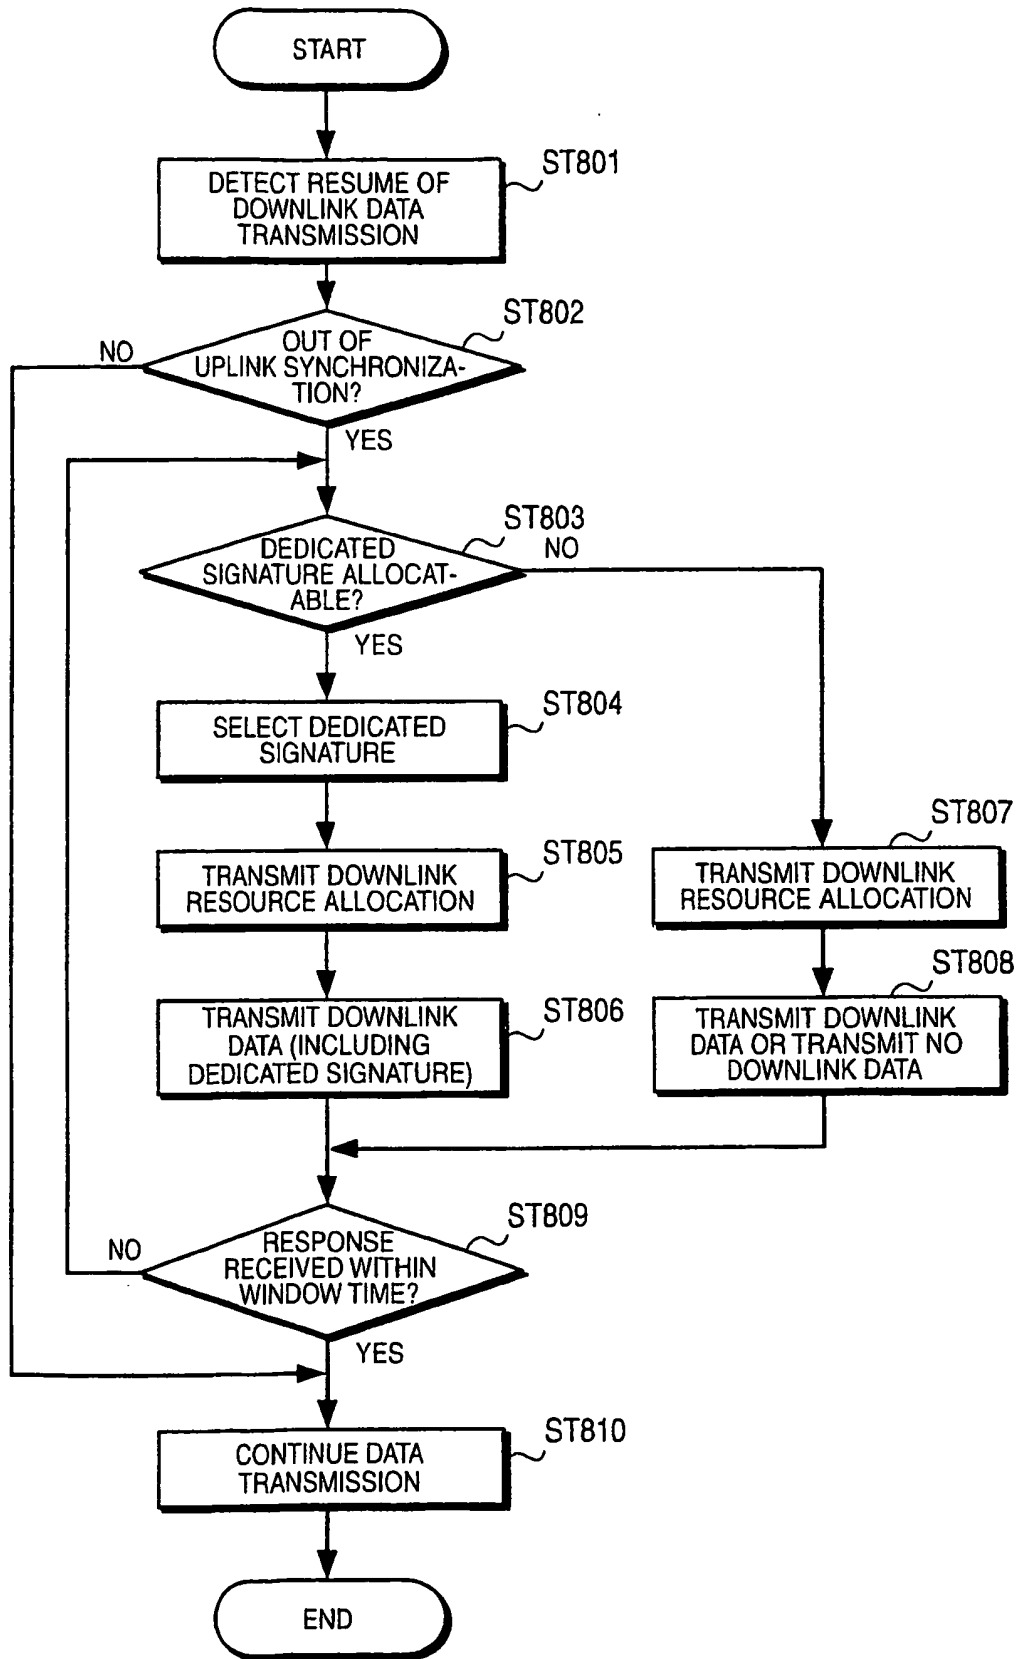 START
ST801
DETECT RESUME OF
DOWNLINK DATA
TRANSMISSION
ST802
OUT OF
UPLINK SYNCHRONIZA-
TION?
NO
YES
ST803
DEDICATED
SIGNATURE ALLOCAT-
ABLE?
NO
YES
ST804
SELECT DEDICATED
SIGNATURE
ST805
TRANSMIT DOWNLINK
RESOURCE ALLOCATION
ST807
TRANSMIT DOWNLINK
RESOURCE ALLOCATION
ST806
TRANSMIT DOWNLINK
DATA (INCLUDING
DEDICATED SIGNATURE)
ST808
TRANSMIT DOWNLINK
DATA OR TRANSMIT NO
DOWNLINK DATA
ST809
RESPONSE
RECEIVED WITHIN
WINDOW TIME?
NO
YES
ST810
CONTINUE DATA
TRANSMISSION
END